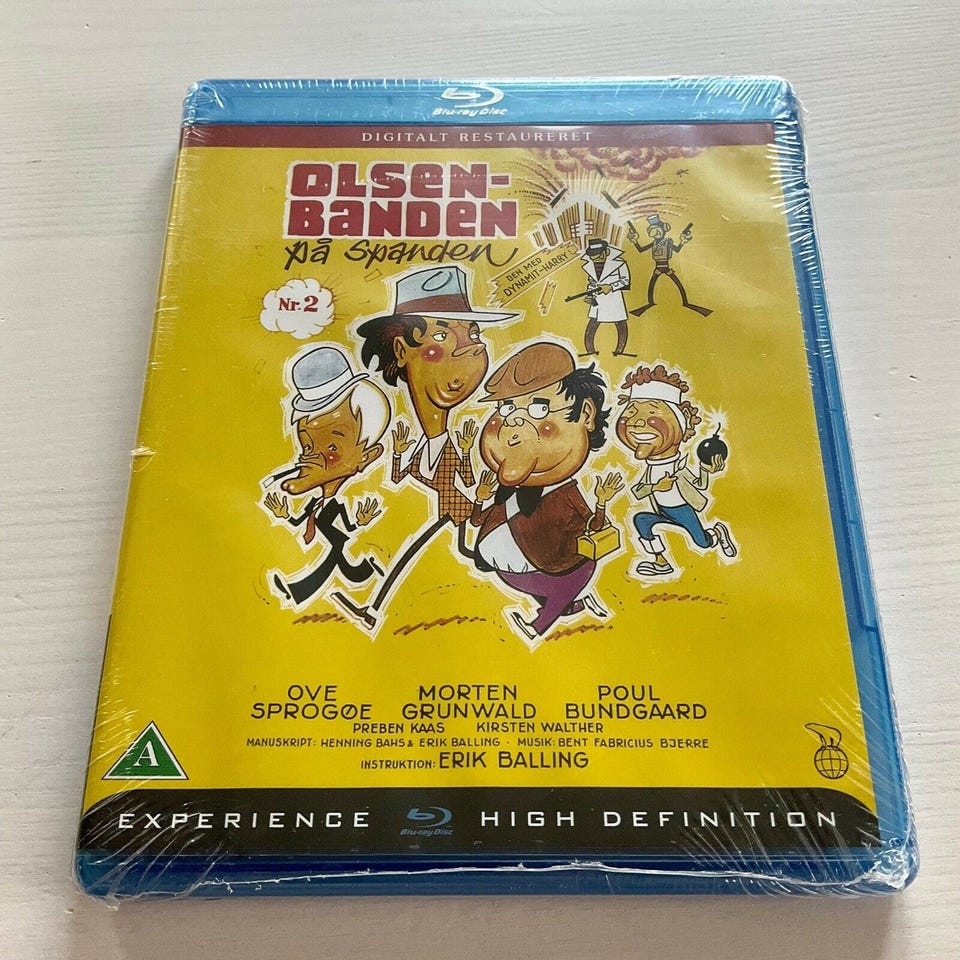 Blu-ray Disc
DIGITALT RESTAURERET
OLSEN-
BANDEN
på spanden
DEN MED
DYNAMIT-HARRY
Nr. 2
OVE SPROGØE
MORTEN GRUNWALD
POUL BUNDGAARD
PREBEN KAAS KIRSTEN WALTHER
MANUSKRIPT: HENNING BAHS & ERIK BALLING · MUSIK: BENT FABRICIUS BJERRE
INSTRUKTION: ERIK BALLING
A
EXPERIENCE Blu-ray Disc HIGH DEFINITION